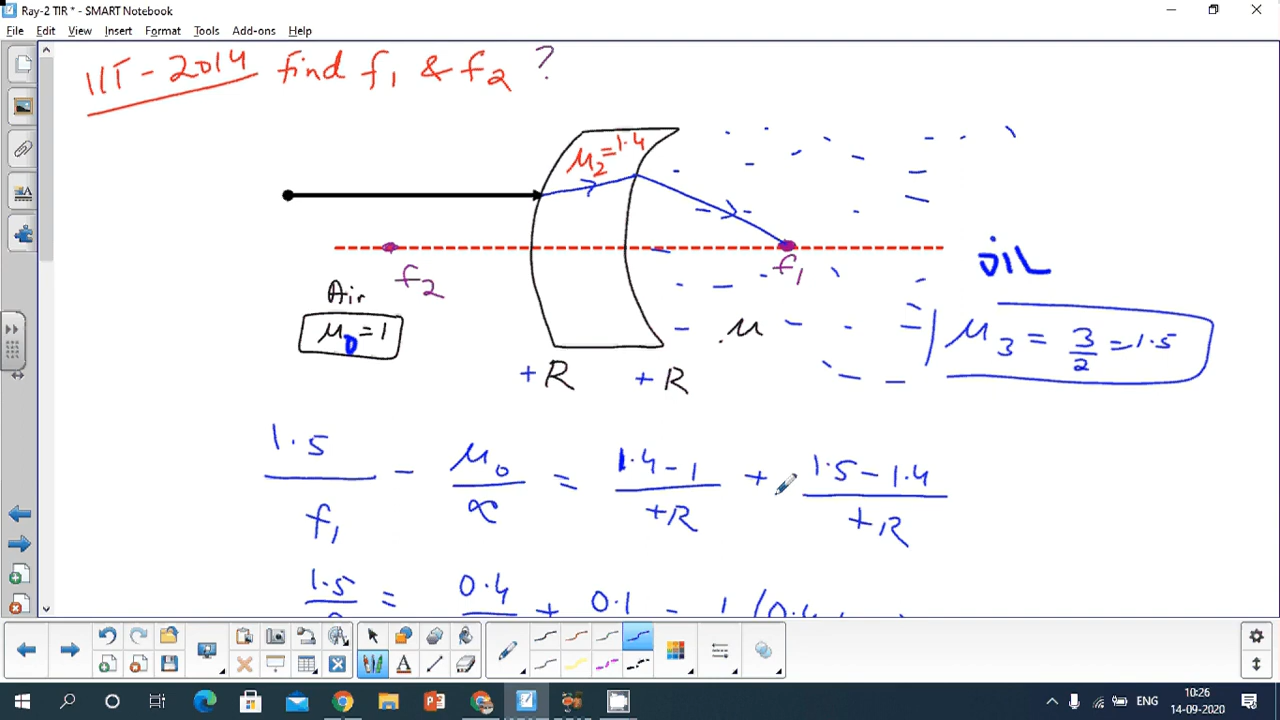 Ray-2 TIR * - SMART Notebook
File Edit View Insert Format Tools Add-ons Help
IIT - 2014 find f₁ & f₂ ?
μ₂=1.4
f₂ f₁
OIL
Air
μ₀=1
μ
μ₃ = 3/2 = 1.5
+ R + R
1.5/f₁ - μ₀/∝ = 1.4-1/+R + 1.5-1.4/+R
1.5 = 0.4 + 0.1
A
ENG
10:26
14-09-2020